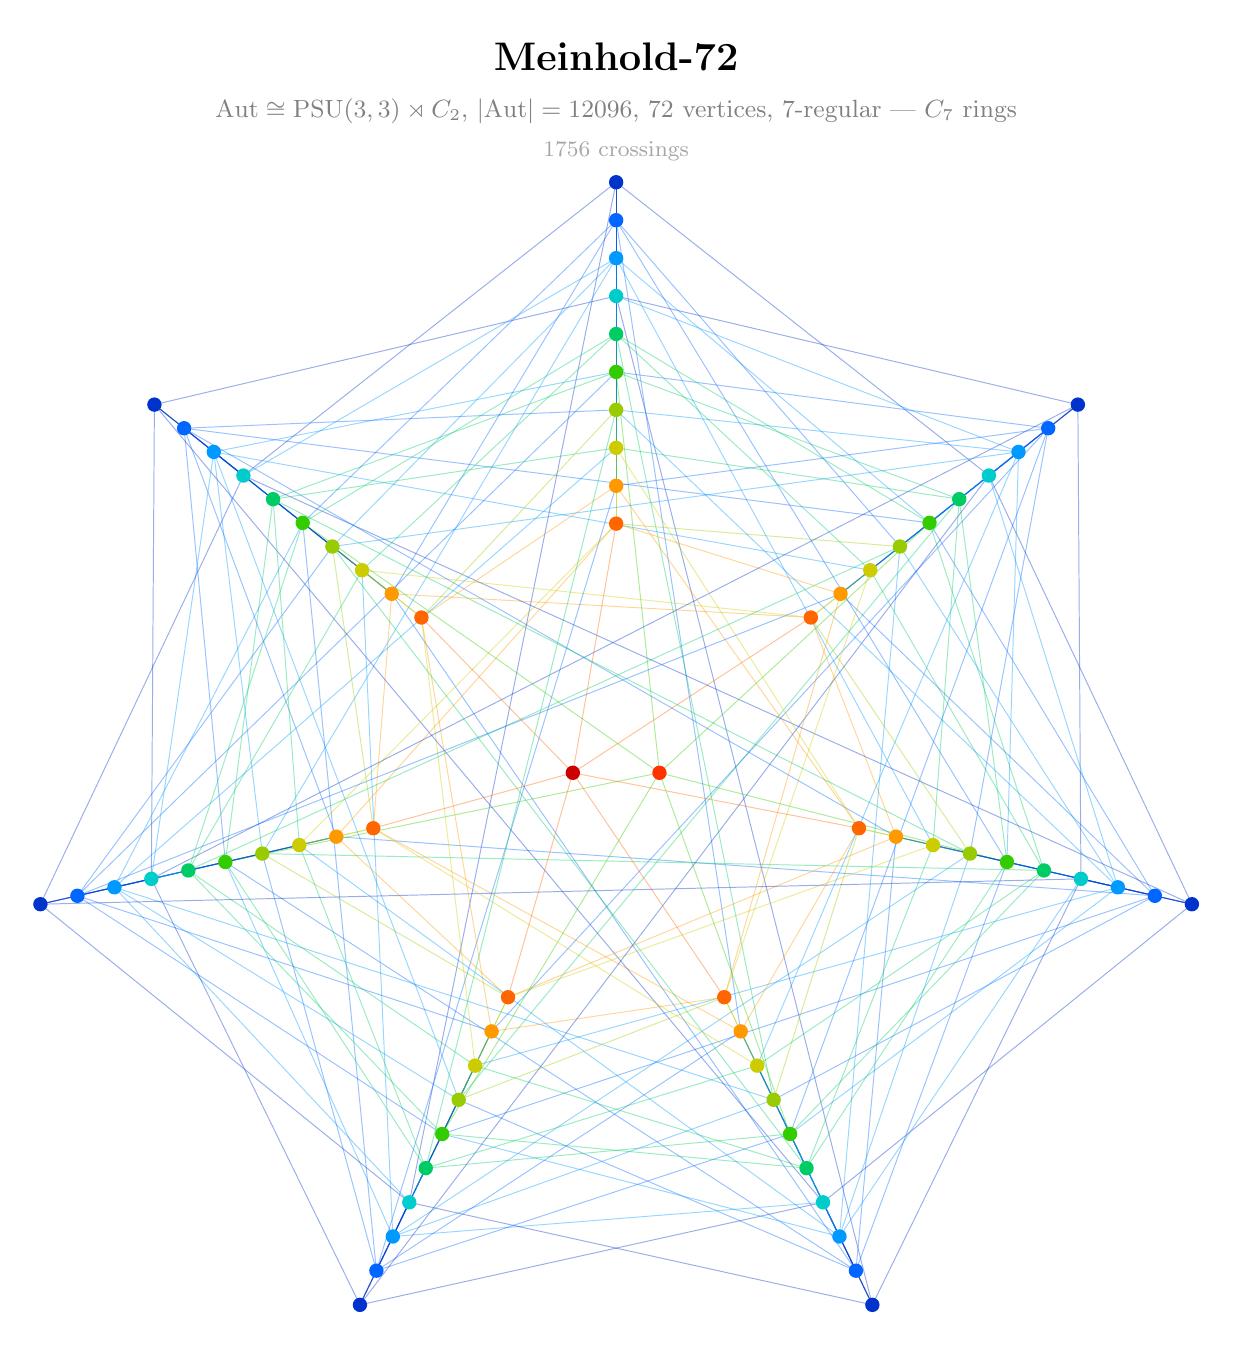 Meinhold-72
Aut ≅ PSU(3, 3) ⋊ C₂, |Aut| = 12096, 72 vertices, 7-regular — C₇ rings
1756 crossings